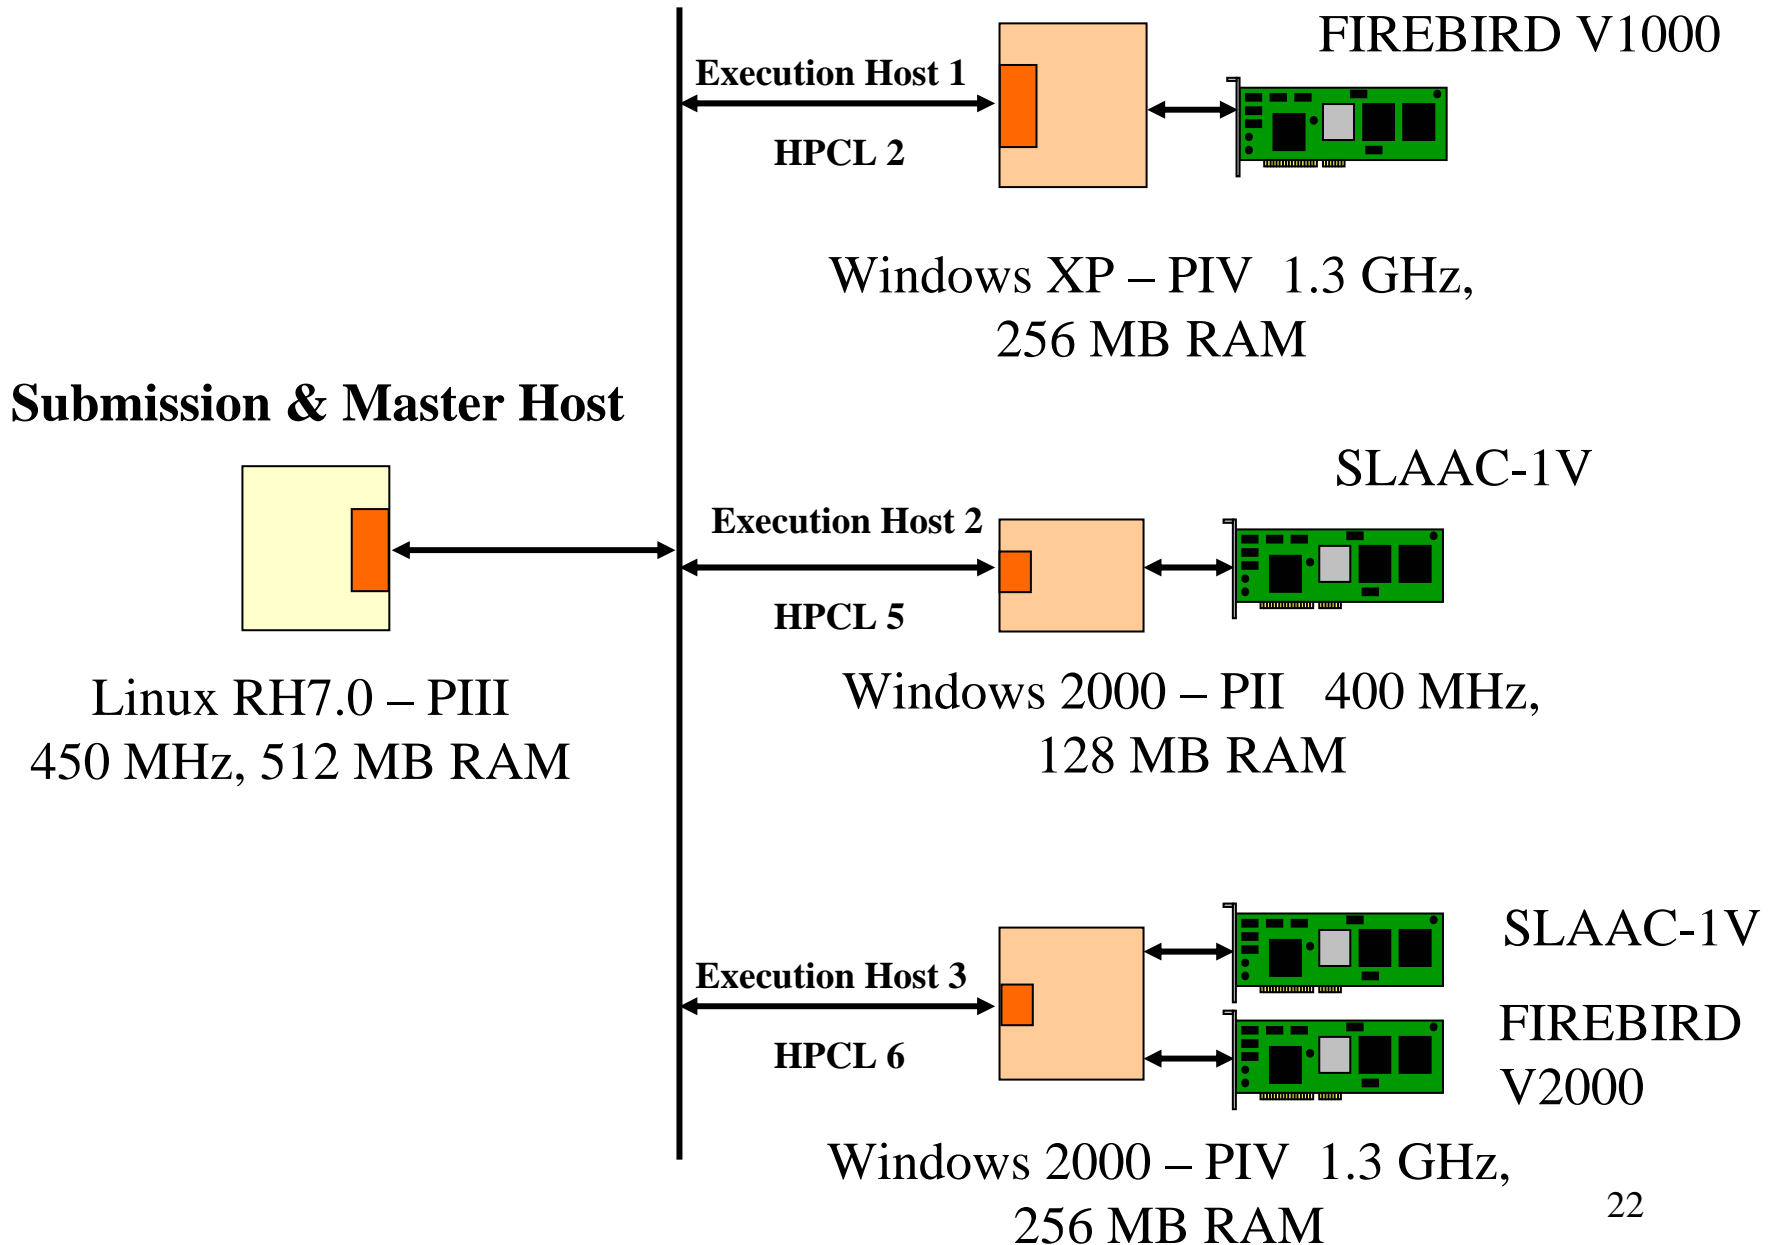 FIREBIRD V1000
Execution Host 1
HPCL 2
Windows XP – PIV 1.3 GHz,
256 MB RAM
Submission & Master Host
SLAAC-1V
Execution Host 2
HPCL 5
Linux RH7.0 – PIII
450 MHz, 512 MB RAM
Windows 2000 – PII 400 MHz,
128 MB RAM
SLAAC-1V
Execution Host 3
FIREBIRD
V2000
HPCL 6
Windows 2000 – PIV 1.3 GHz,
256 MB RAM
22